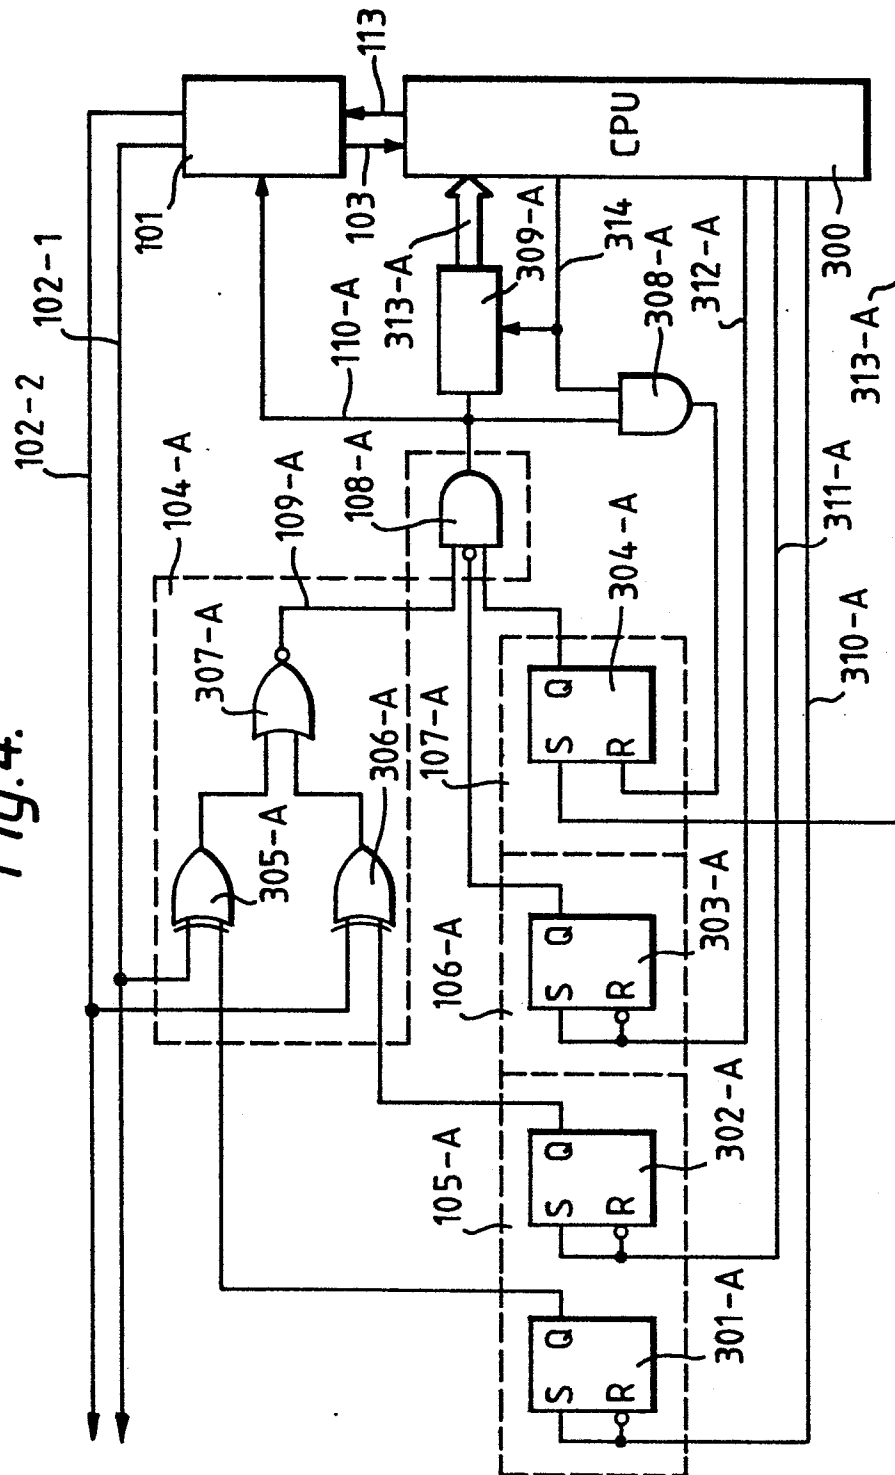 Fig. 4.
102-2
102-1
101
113
103
CPU
300
104-A
109-A
110-A
313-A
309-A
314
312-A
308-A
108-A
307-A
305-A
306-A
107-A
304-A
S
Q
R
311-A
310-A
313-A
106-A
303-A
S
Q
R
105-A
302-A
S
Q
R
301-A
S
Q
R